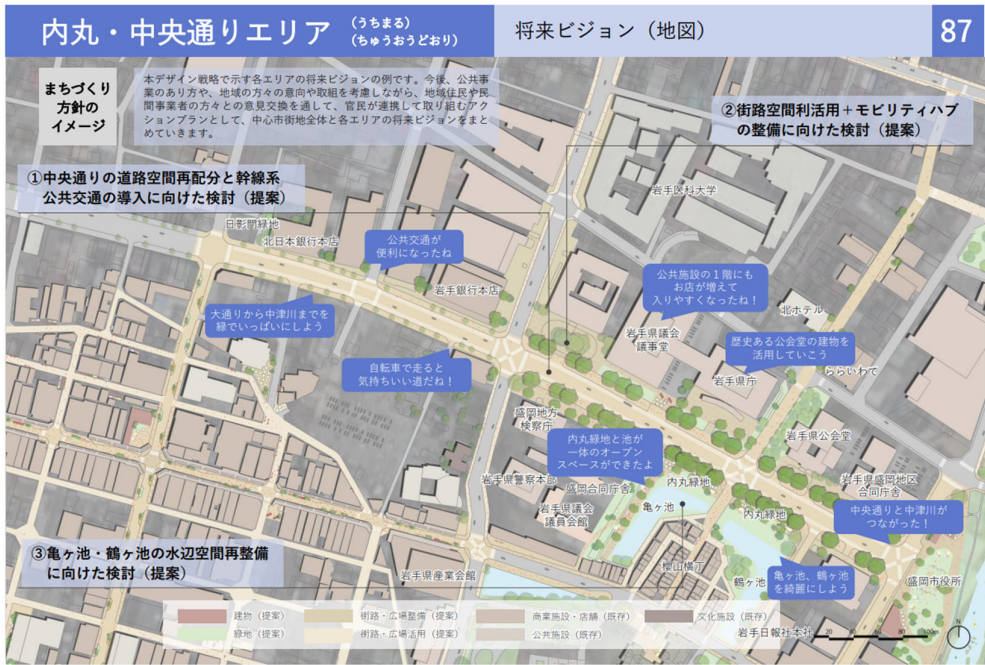 内丸・中央通りエリア
(うちまる)
(ちゅうおうどおり)
将来ビジョン（地図）
87
まちづくり
方針の
イメージ
本デザイン戦略で示す各エリアの将来ビジョンの例です。今後、公共事
業のあり方や、地域の方々の意向や取組を考慮しながら、地域住民や民
間事業者の方々との意見交換を通して、官民が連携して取り組むアク
ションプランとして、中心市街地全体と各エリアの将来ビジョンをまと
めていきます。
②街路空間利活用＋モビリティハブ
の整備に向けた検討（提案）
①中央通りの道路空間再配分と幹線系
公共交通の導入に向けた検討（提案）
岩手医科大学
日影門緑地
北日本銀行本店
公共交通が
便利になったね
岩手銀行本店
公共施設の１階にも
お店が増えて
入りやすくなったね！
北ホテル
大通りから中津川までを
緑でいっぱいにしよう
岩手県議会
議事堂
歴史ある公会堂の建物を
活用していこう
自転車で走ると
気持ちいい道だね！
岩手県庁
ららいわて
盛岡地方
検察庁
内丸緑地と池が
一体のオープン
スペースができたよ
岩手県公会堂
岩手県警察本部
盛岡合同庁舎
内丸緑地
岩手県盛岡地区
合同庁舎
岩手県議会
議員会館
亀ヶ池
内丸緑地
中央通りと中津川が
つながった！
③亀ヶ池・鶴ヶ池の水辺空間再整備
に向けた検討（提案）
岩手県産業会館
桜山横丁
鶴ヶ池
亀ヶ池、鶴ヶ池
を綺麗にしよう
盛岡市役所
建物（提案）
街路・広場整備（提案）
商業施設・店舗（既存）
文化施設（既存）
緑地（提案）
街路・広場活用（提案）
公共施設（既存）
岩手日報社本社
20 40 60 80 100m
N